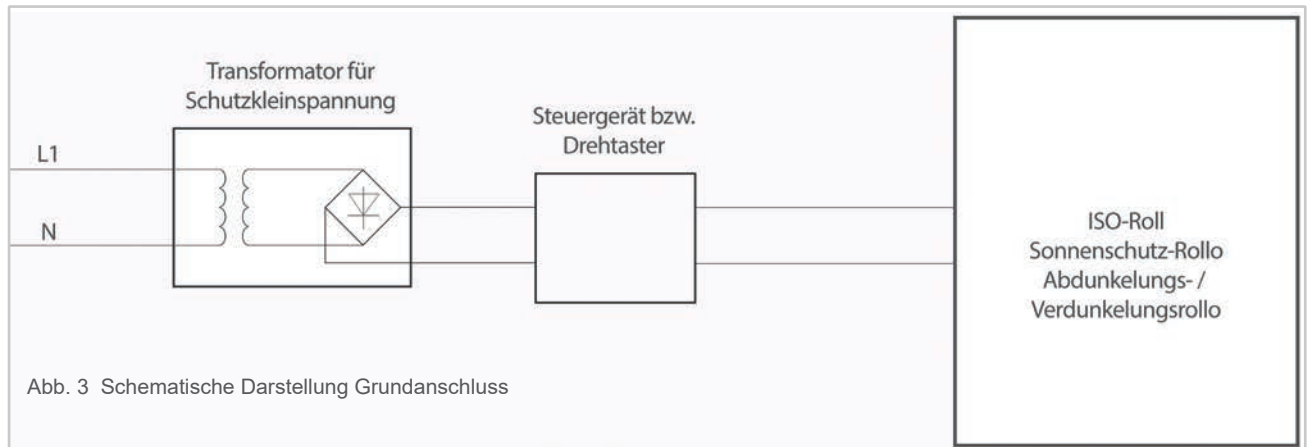 Transformator für
Schutzkleinspannung
Steuergerät bzw.
Drehtaster
L1
N
ISO-Roll
Sonnenschutz-Rollo
Abdunkelungs- /
Verdunkelungsrollo
Abb. 3 Schematische Darstellung Grundanschluss